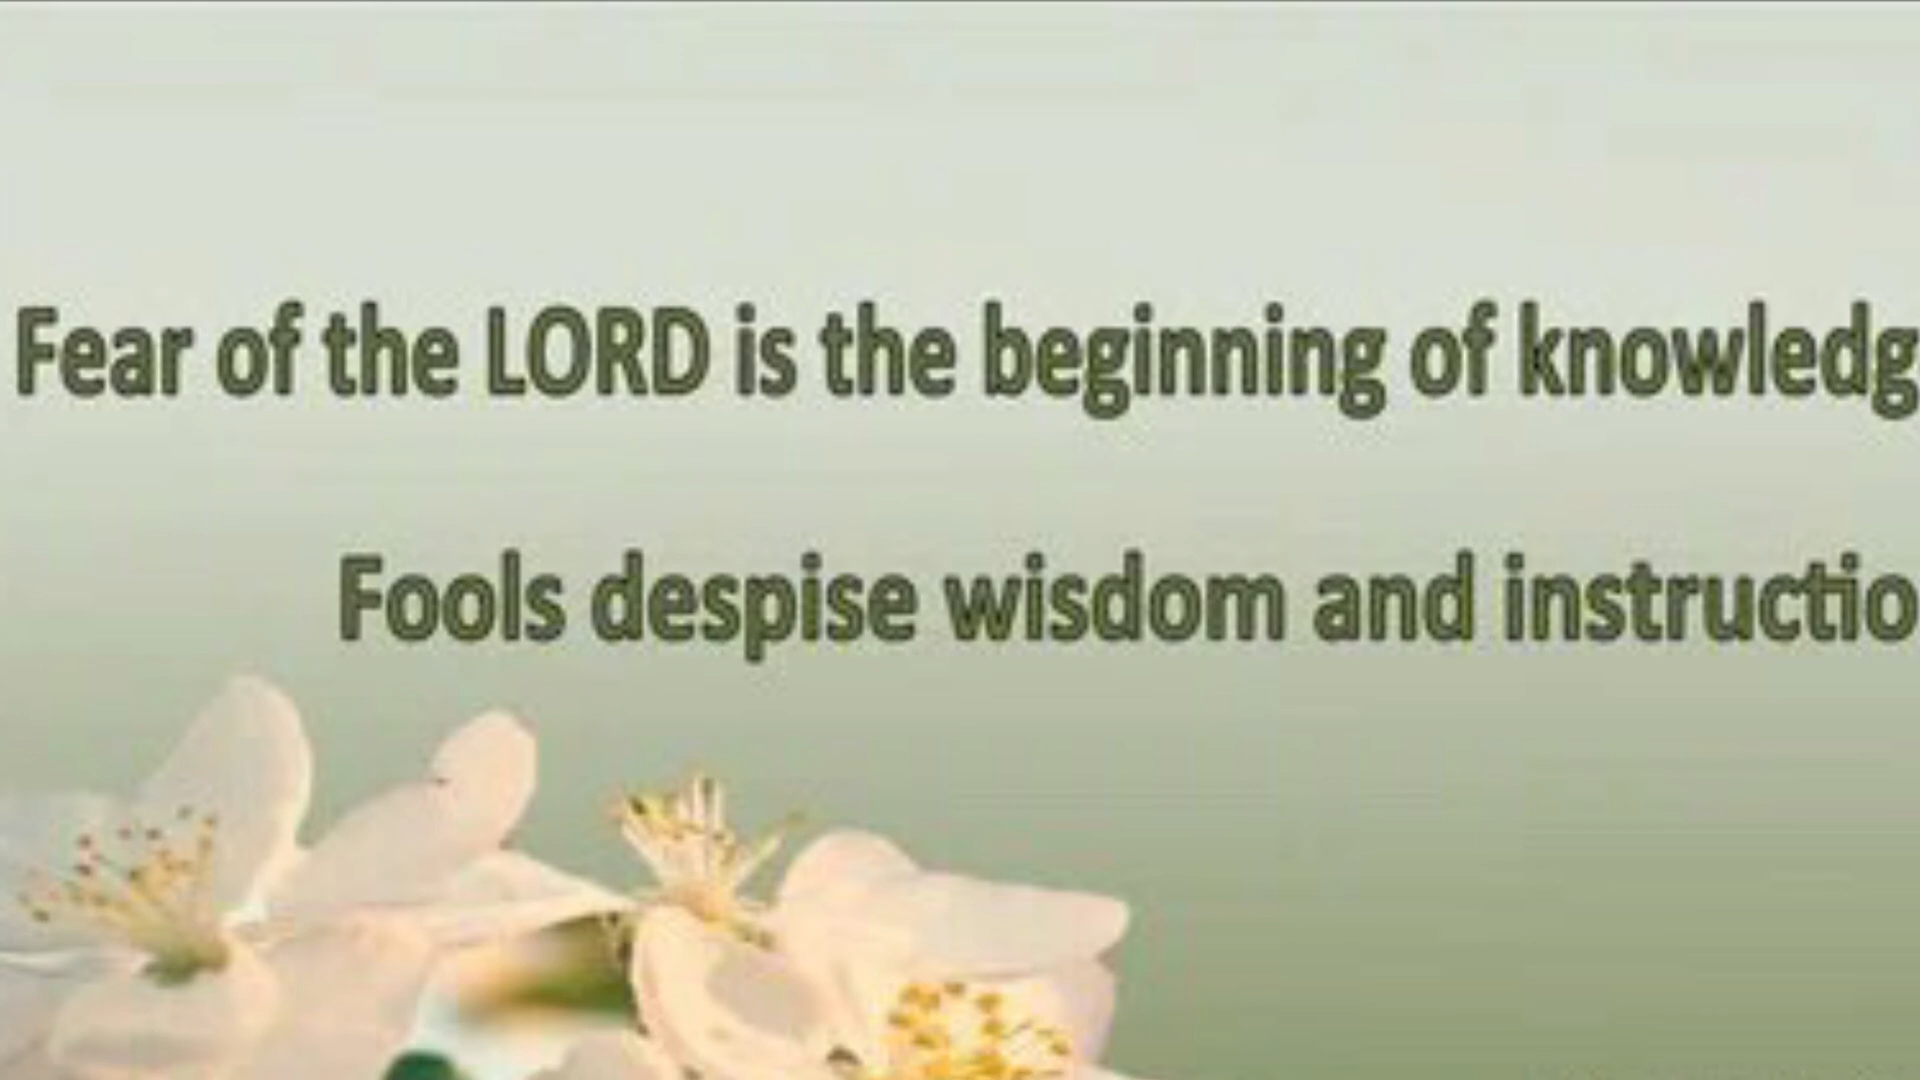 Fear of the LORD is the beginning of knowledg
Fools despise wisdom and instructio